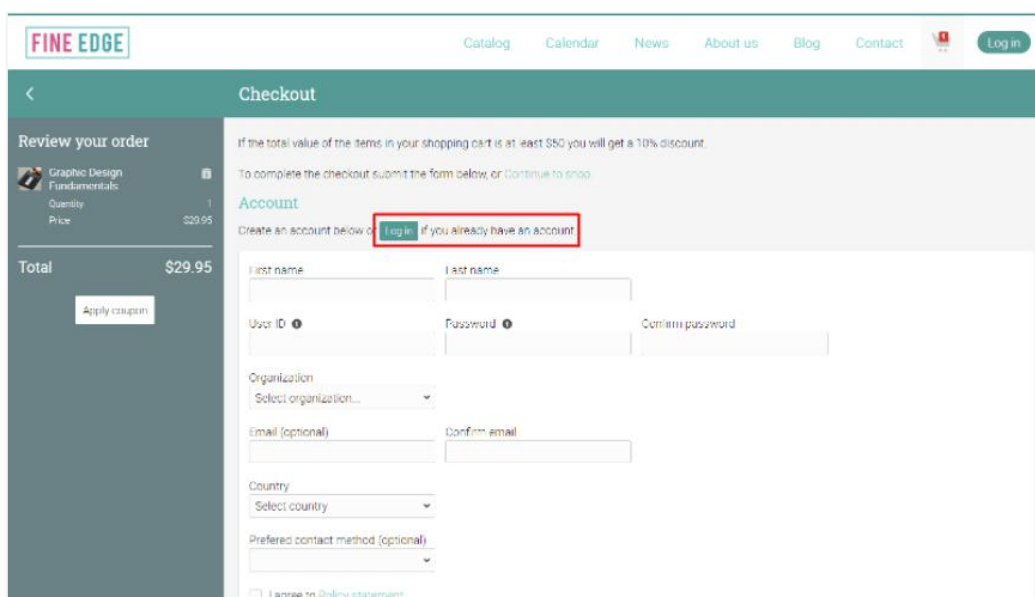 FINE EDGE
Catalog Calendar News About us Blog Contact 1 Log in
Checkout
Review your order
Graphic Design
Fundamentals
Quantity 1
Price $29.95
Total $29.95
Apply coupon
If the total value of the items in your shopping cart is at least $50 you will get a 10% discount.
To complete the checkout submit the form below, or Continue to shop.
Account
Create an account below or Log in if you already have an account
First name Last name
User ID Password Confirm password
Organization
Select organization...
Email (optional) Confirm email
Country
Select country
Prefered contact method (optional)
I agree to Policy statement